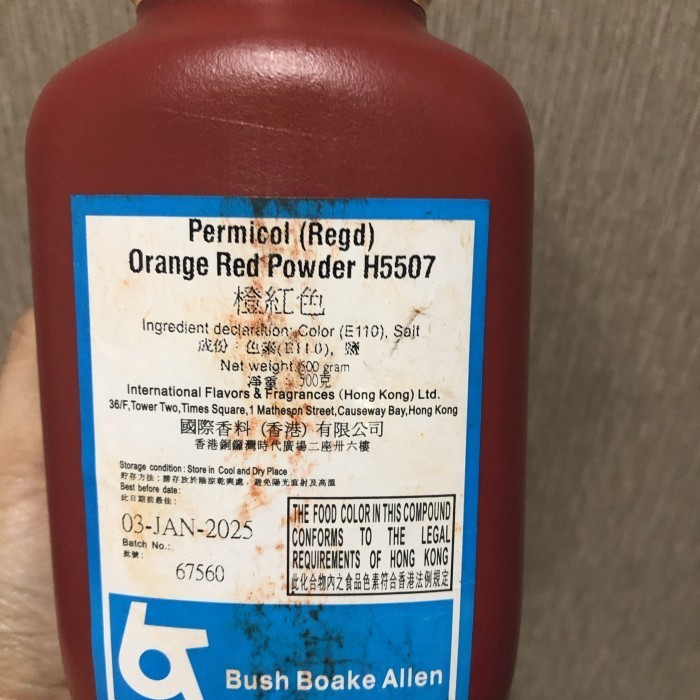 Permicol (Regd)
Orange Red Powder H5507
橙紅色
Ingredient declaration: Color (E110), Salt
成份：色素(E110), 鹽
Net weight 500 gram
淨重：500克
International Flavors & Fragrances (Hong Kong) Ltd.
36/F, Tower Two, Times Square, 1 Matheson Street, Causeway Bay, Hong Kong
國際香料 (香港) 有限公司
香港銅鑼灣時代廣場二座卅六樓
Storage condition: Store in Cool and Dry Place
貯存方法：請存放於陰涼乾爽處，避免陽光直射及高溫
Best before date:
此日期前最佳：
03-JAN-2025
Batch No.:
批號：
67560
THE FOOD COLOR IN THIS COMPOUND
CONFORMS TO THE LEGAL
REQUIREMENTS OF HONG KONG
此化合物內之食品色素符合香港法例規定
Bush Boake Allen